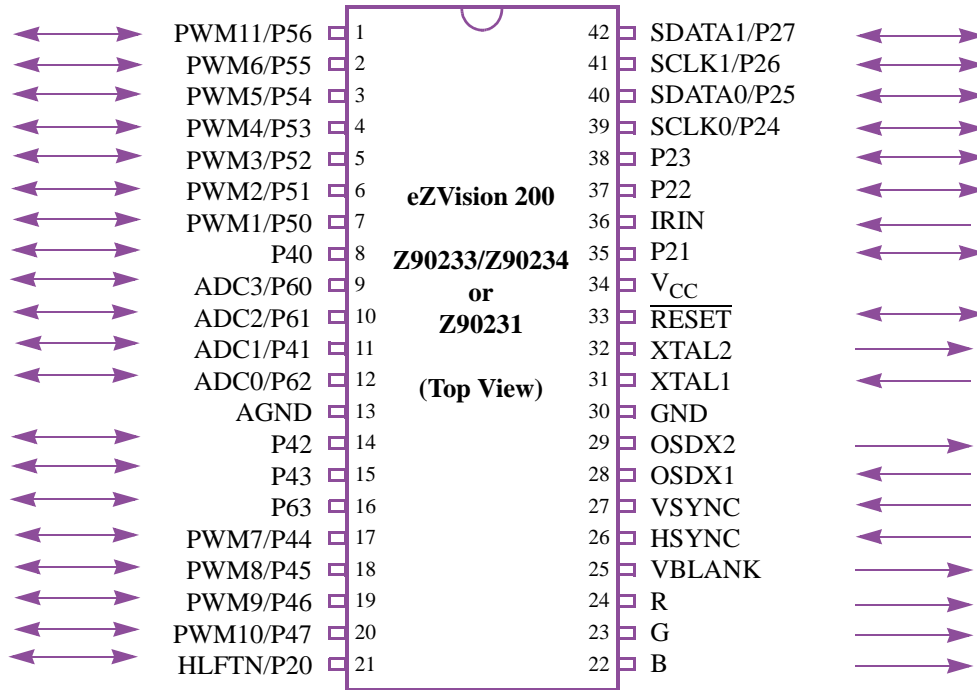 PWM11/P56 1 42 SDATA1/P27
PWM6/P55 2 41 SCLK1/P26
PWM5/P54 3 40 SDATA0/P25
PWM4/P53 4 39 SCLK0/P24
PWM3/P52 5 38 P23
PWM2/P51 6 eZVision 200 37 P22
PWM1/P50 7 36 IRIN
P40 8 Z90233/Z90234 35 P21
ADC3/P60 9 or 34 VCC
ADC2/P61 10 Z90231 33 RESET
ADC1/P41 11 32 XTAL2
ADC0/P62 12 (Top View) 31 XTAL1
AGND 13 30 GND
P42 14 29 OSDX2
P43 15 28 OSDX1
P63 16 27 VSYNC
PWM7/P44 17 26 HSYNC
PWM8/P45 18 25 VBLANK
PWM9/P46 19 24 R
PWM10/P47 20 23 G
HLFTN/P20 21 22 B